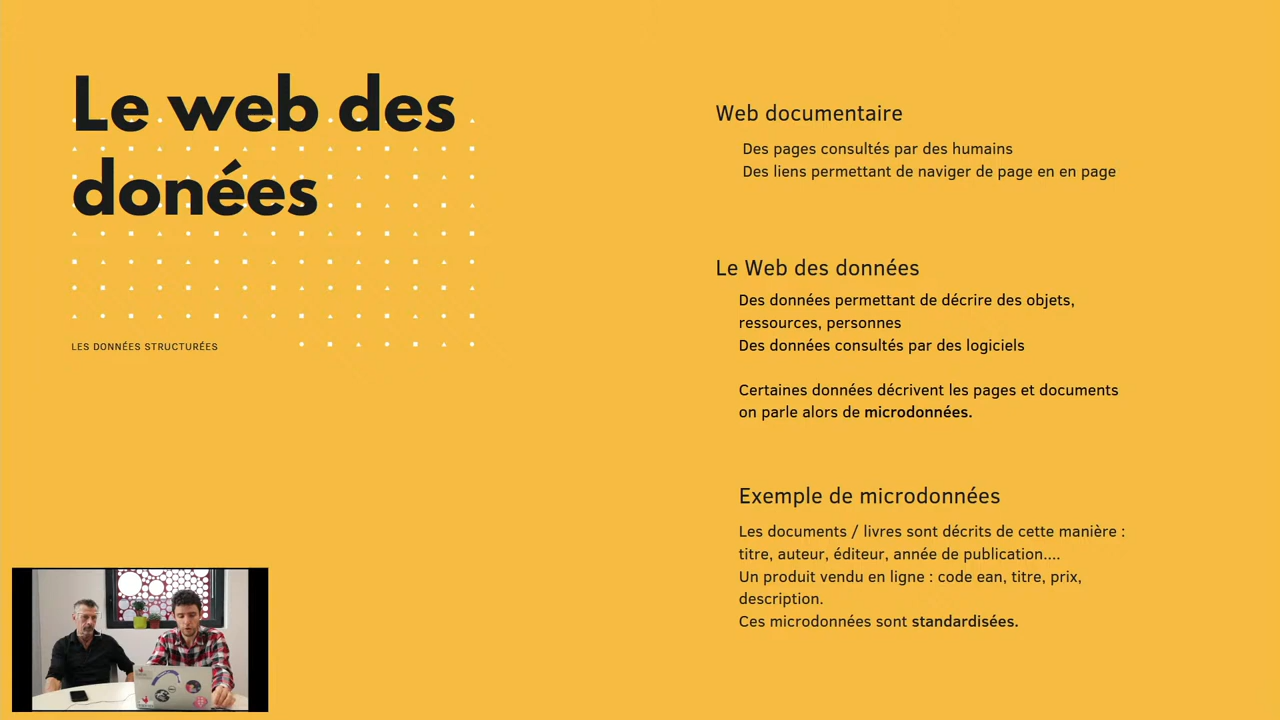 Le web des
donées
LES DONNÉES STRUCTURÉES
Web documentaire
Des pages consultés par des humains
Des liens permettant de naviger de page en en page
Le Web des données
Des données permettant de décrire des objets,
ressources, personnes
Des données consultés par des logiciels
Certaines données décrivent les pages et documents
on parle alors de microdonnées.
Exemple de microdonnées
Les documents / livres sont décrits de cette manière :
titre, auteur, éditeur, année de publication....
Un produit vendu en ligne : code ean, titre, prix,
description.
Ces microdonnées sont standardisées.